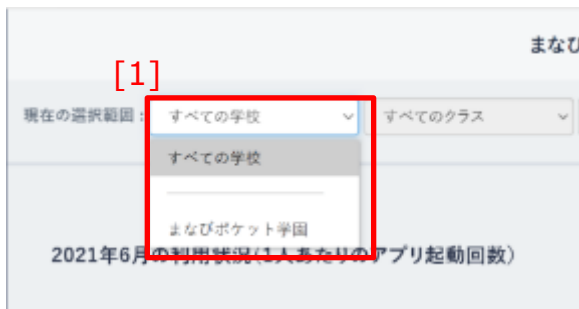 まなび
[1]
現在の選択範囲： すべての学校 すべてのクラス
すべての学校
まなびポケット学園
2021年6月の利用状況(1人あたりのアプリ起動回数)